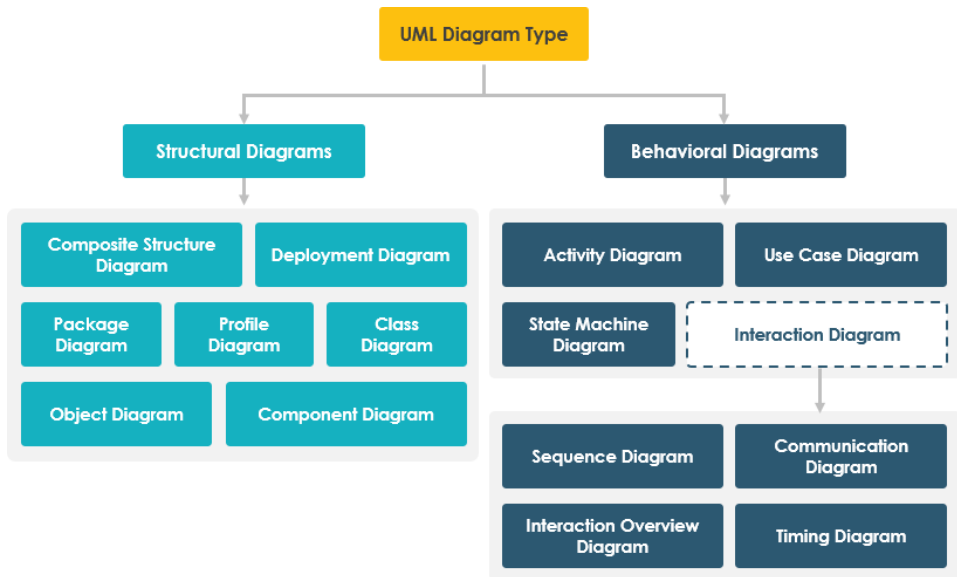 UML Diagram Type
Structural Diagrams
Behavioral Diagrams
Composite Structure
Diagram
Deployment Diagram
Package
Diagram
Profile
Diagram
Class
Diagram
Object Diagram
Component Diagram
Activity Diagram
Use Case Diagram
State Machine
Diagram
Interaction Diagram
Sequence Diagram
Communication
Diagram
Interaction Overview
Diagram
Timing Diagram